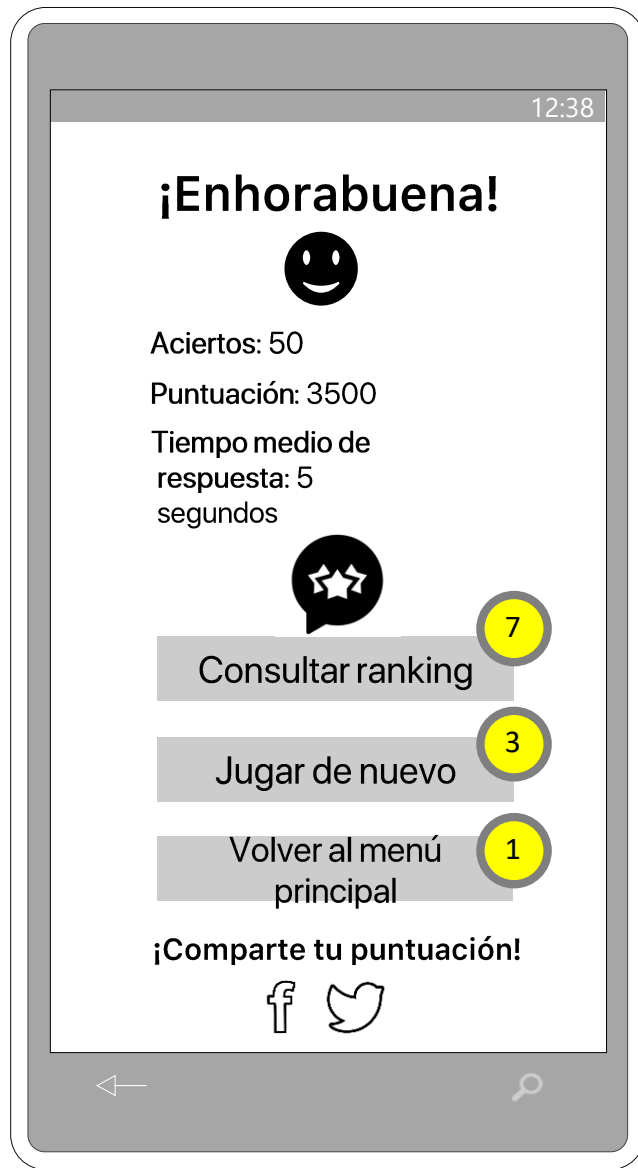 12:38
¡Enhorabuena!
Aciertos: 50
Puntuación: 3500
Tiempo medio de
respuesta: 5
segundos
7
Consultar ranking
3
Jugar de nuevo
1
Volver al menú
principal
¡Comparte tu puntuación!